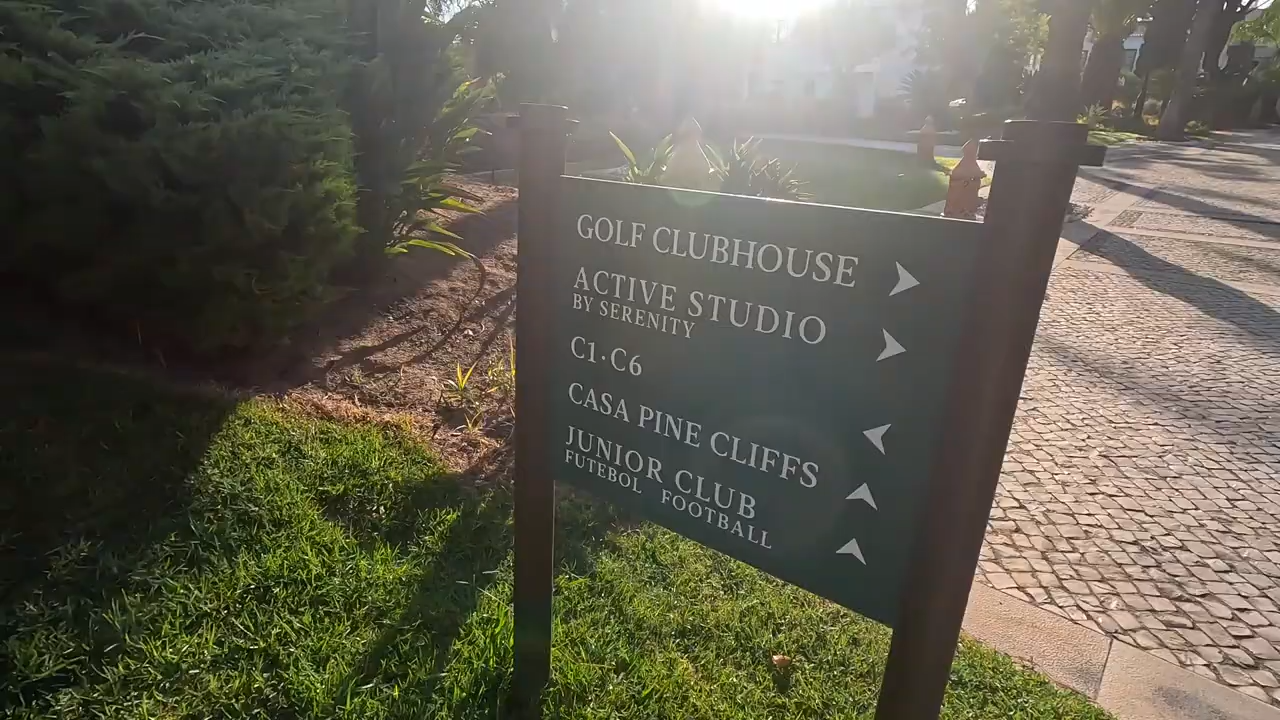 GOLF CLUBHOUSE
ACTIVE STUDIO
BY SERENITY
C1·C6
CASA PINE CLIFFS
JUNIOR CLUB
FUTEBOL FOOTBALL